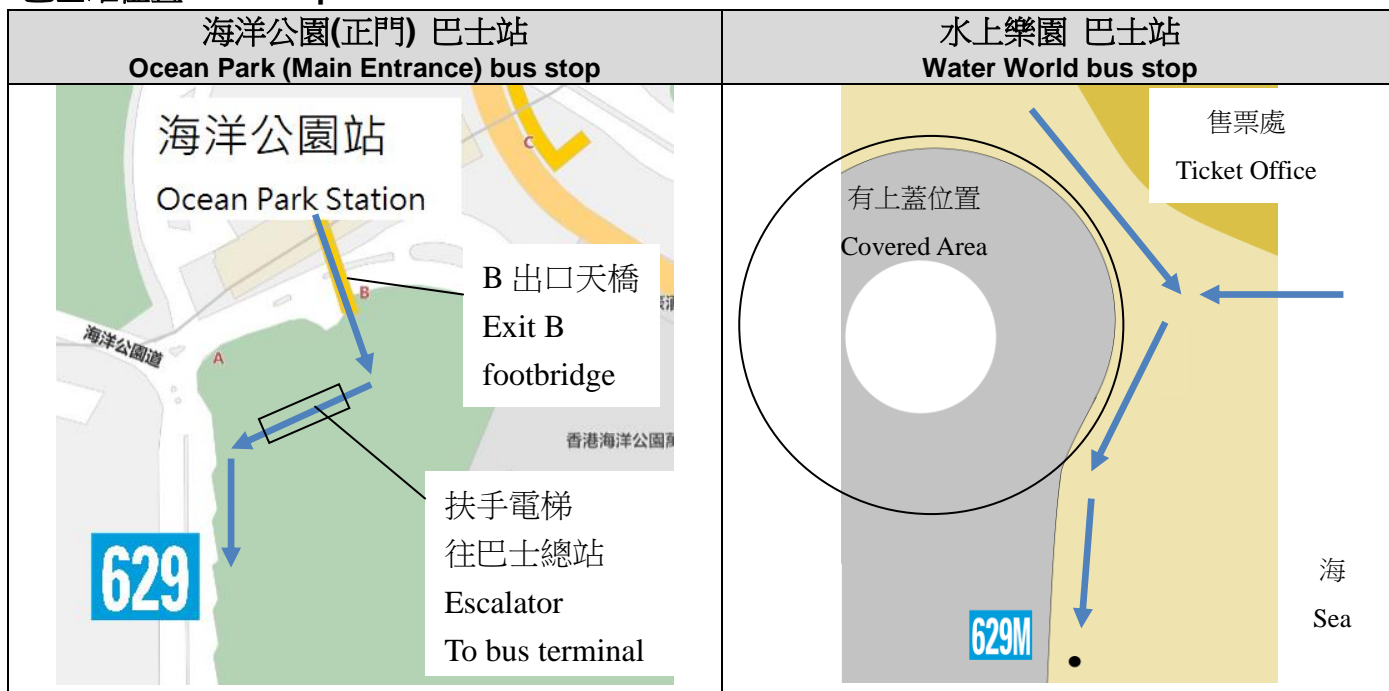 海洋公園(正門) 巴士站
Ocean Park (Main Entrance) bus stop
水上樂園 巴士站
Water World bus stop
海洋公園站
Ocean Park Station
C
B 出口天橋
Exit B
footbridge
B
海洋公園道
A
香港海洋公園萬
扶手電梯
往巴士總站
Escalator
To bus terminal
629
售票處
Ticket Office
有上蓋位置
Covered Area
海
Sea
629M